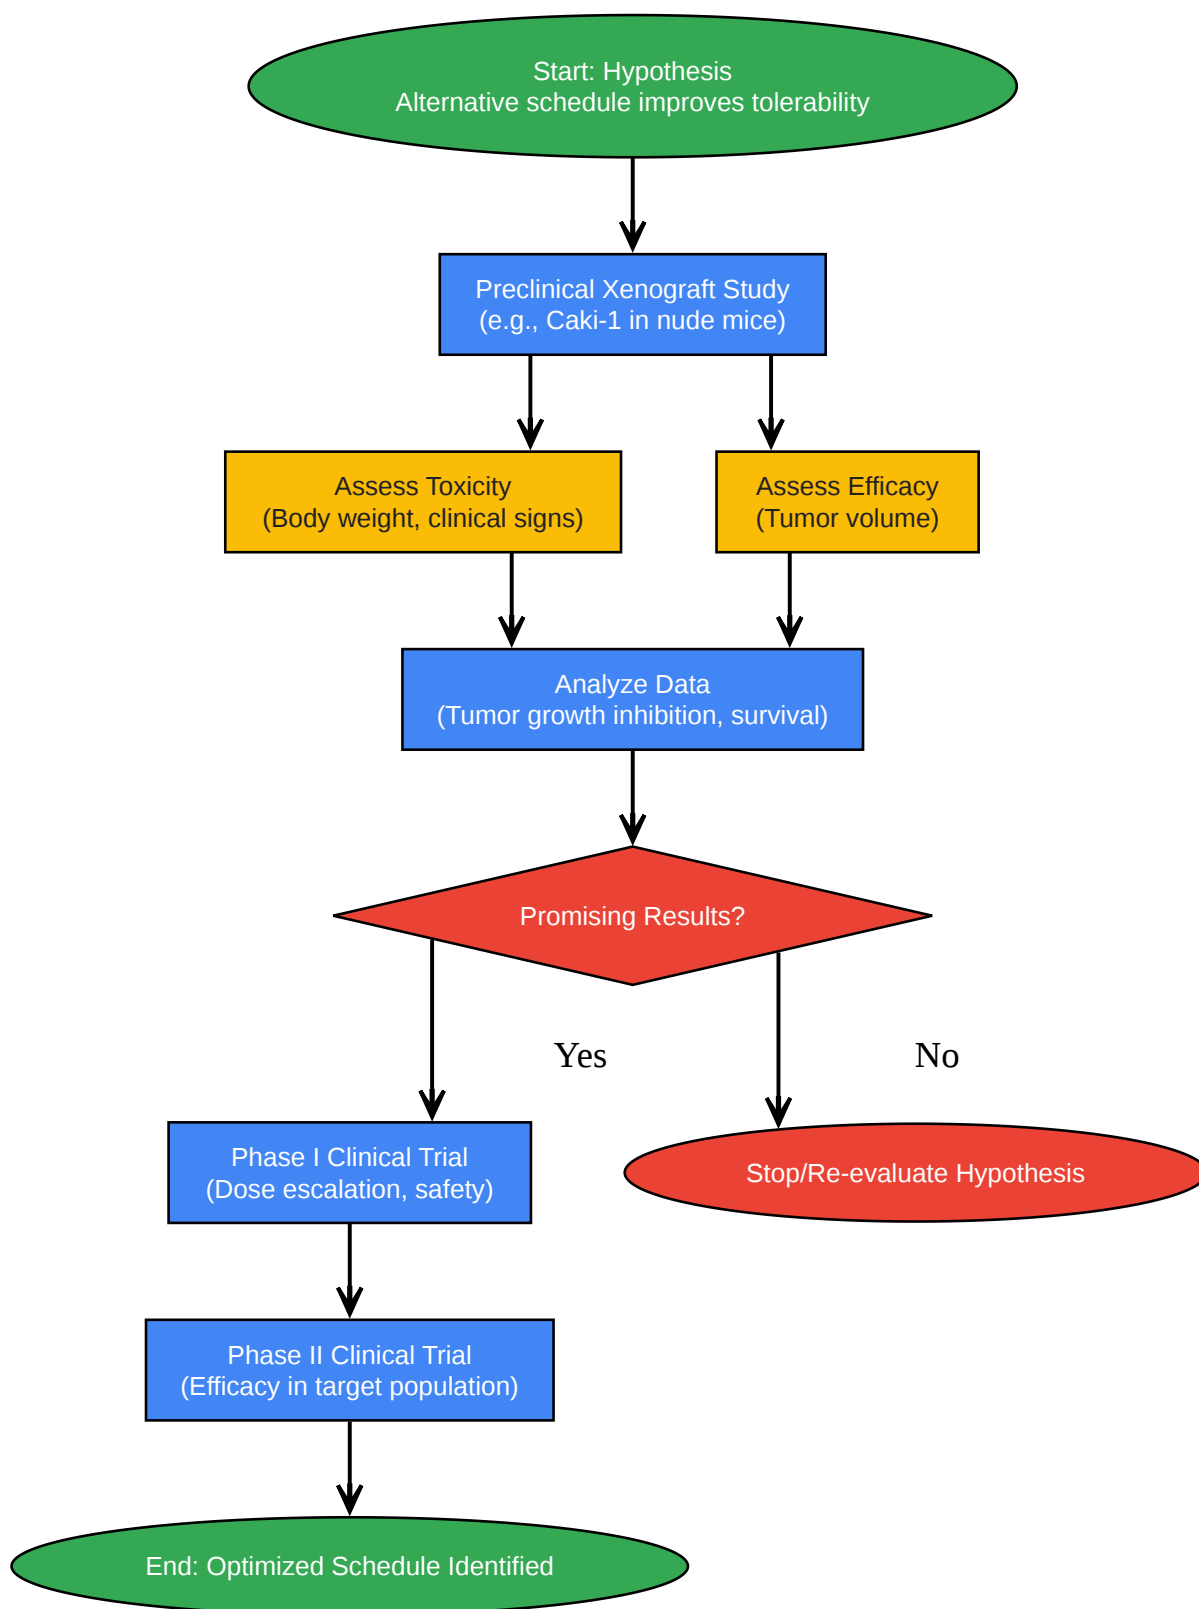 Start: Hypothesis
Alternative schedule improves tolerability
Preclinical Xenograft Study
(e.g., Caki-1 in nude mice)
Assess Toxicity
(Body weight, clinical signs)
Assess Efficacy
(Tumor volume)
Analyze Data
(Tumor growth inhibition, survival)
Promising Results?
Yes
No
Phase I Clinical Trial
(Dose escalation, safety)
Stop/Re-evaluate Hypothesis
Phase II Clinical Trial
(Efficacy in target population)
End: Optimized Schedule Identified